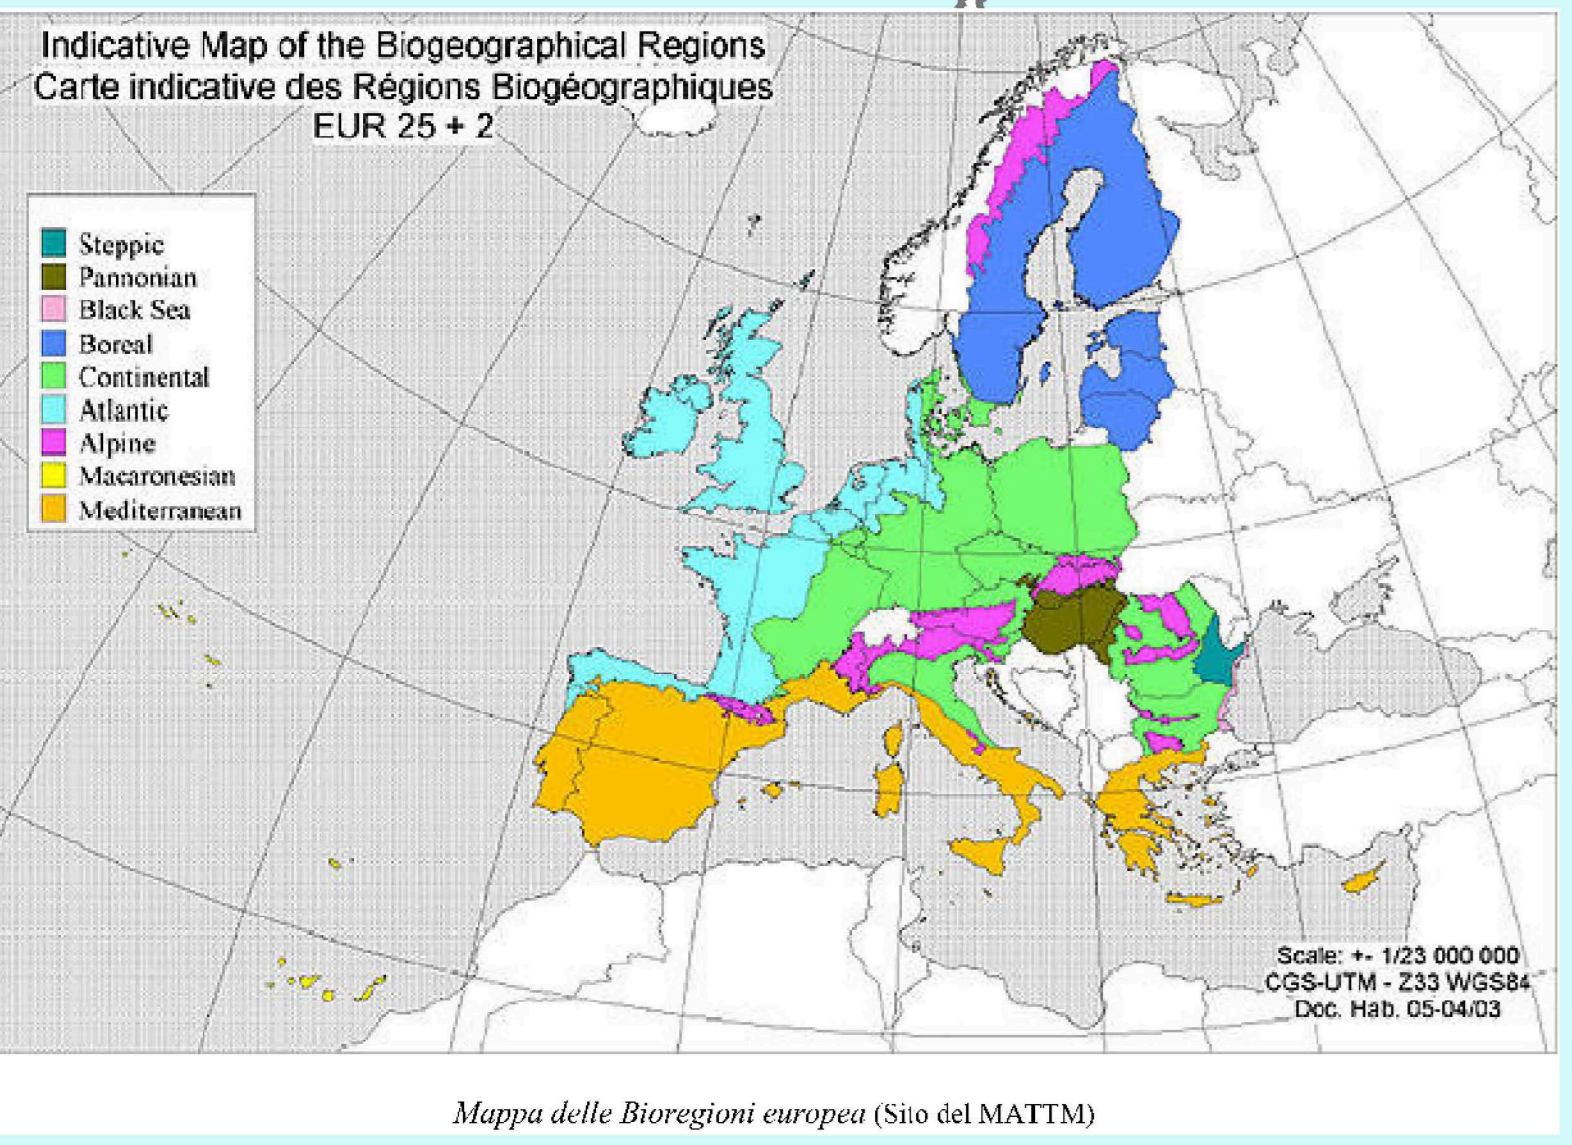 Indicative Map of the Biogeographical Regions
Carte indicative des Régions Biogéographiques
EUR 25 + 2
Steppic
Pannonian
Black Sea
Boreal
Continental
Atlantic
Alpine
Macaronesian
Mediterranean
Scale: +- 1/23 000 000
CGS-UTM - Z33 WGS84
Doc. Hab. 05-04/03
Mappa delle Bioregioni europea (Sito del MATTM)